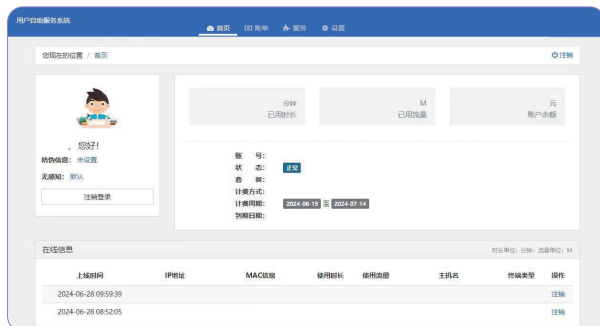 用户自助服务系统
首页 账单 服务 设置
您现在的位置 / 首页
注销
，您好！
防伪信息：未设置
无感知：默认
注销登录
分钟
已用时长
M
已用流量
元
账户余额
账 号：
状 态：正常
套 餐：
计费方式：
计费周期：2024-06-15 至 2024-07-14
到期日期：
在线信息
时长单位：分钟；流量单位：M
上线时间 IP地址 MAC信息 使用时长 使用流量 主机名 终端类型 操作
2024-06-28 09:59:39 注销
2024-06-28 08:52:05 注销